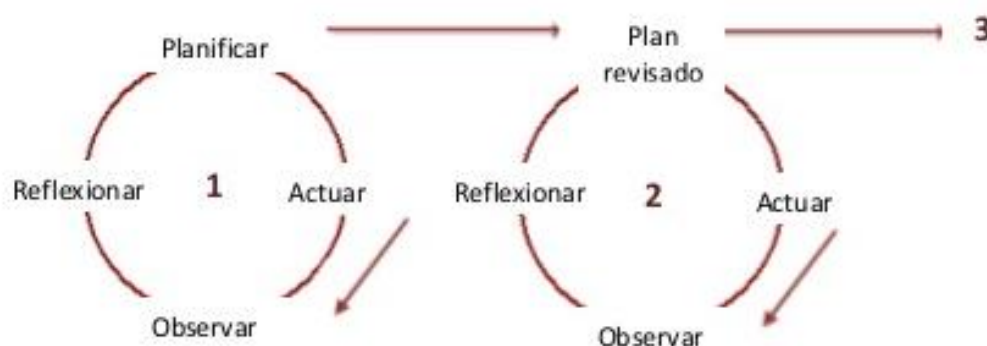 Planificar
Plan
revisado
3
Reflexionar
1
Actuar
Reflexionar
2
Actuar
Observar
Observar